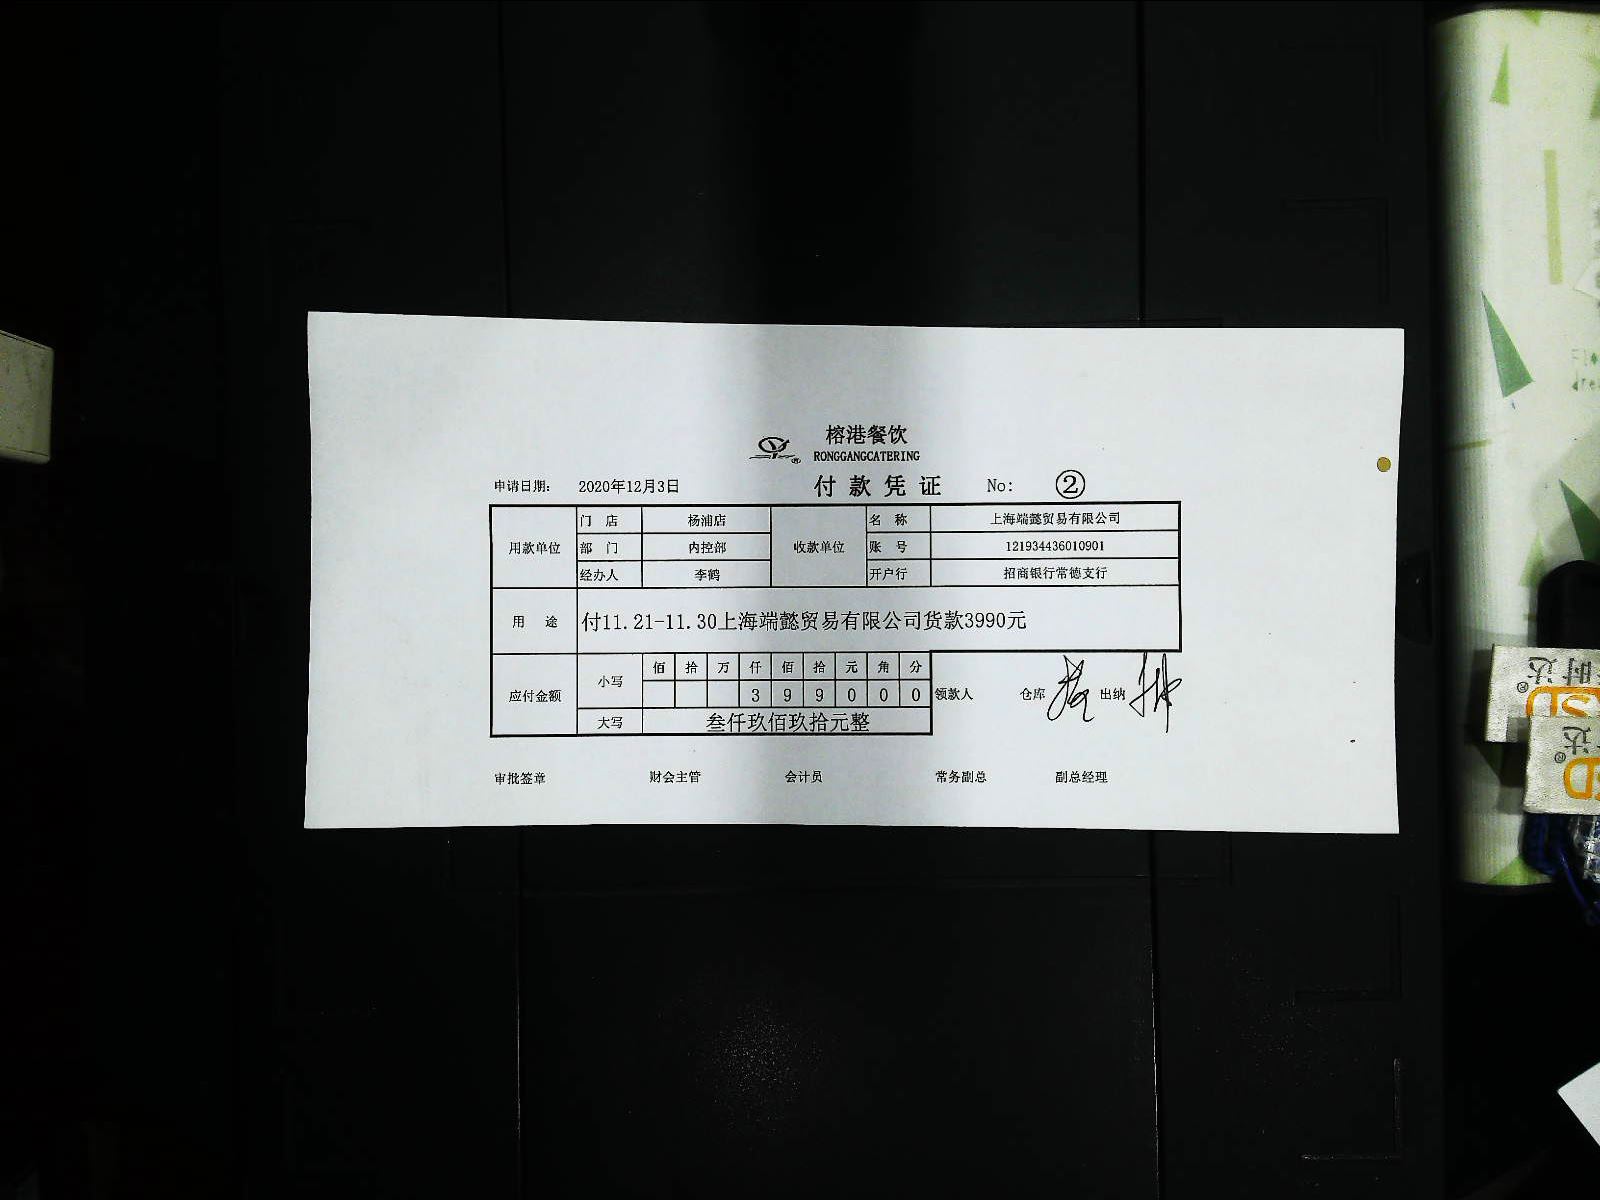 榕港餐饮
RONGGANGCATERING
申请日期: 2020年12月3日 付款凭证 No: ②
用款单位 门店 杨浦店 收款单位 名称 上海端懿贸易有限公司
部门 内控部 账号 121934436010901
经办人 李鹤 开户行 招商银行常德支行
用途 付11.21-11.30上海端懿贸易有限公司货款3990元
应付金额 小写 佰 拾 万 仟 佰 拾 元 角 分
3 9 9 0 0 0 领款人 仓库 出纳
大写 叁仟玖佰玖拾元整
审批签章 财会主管 会计员 常务副总 副总经理